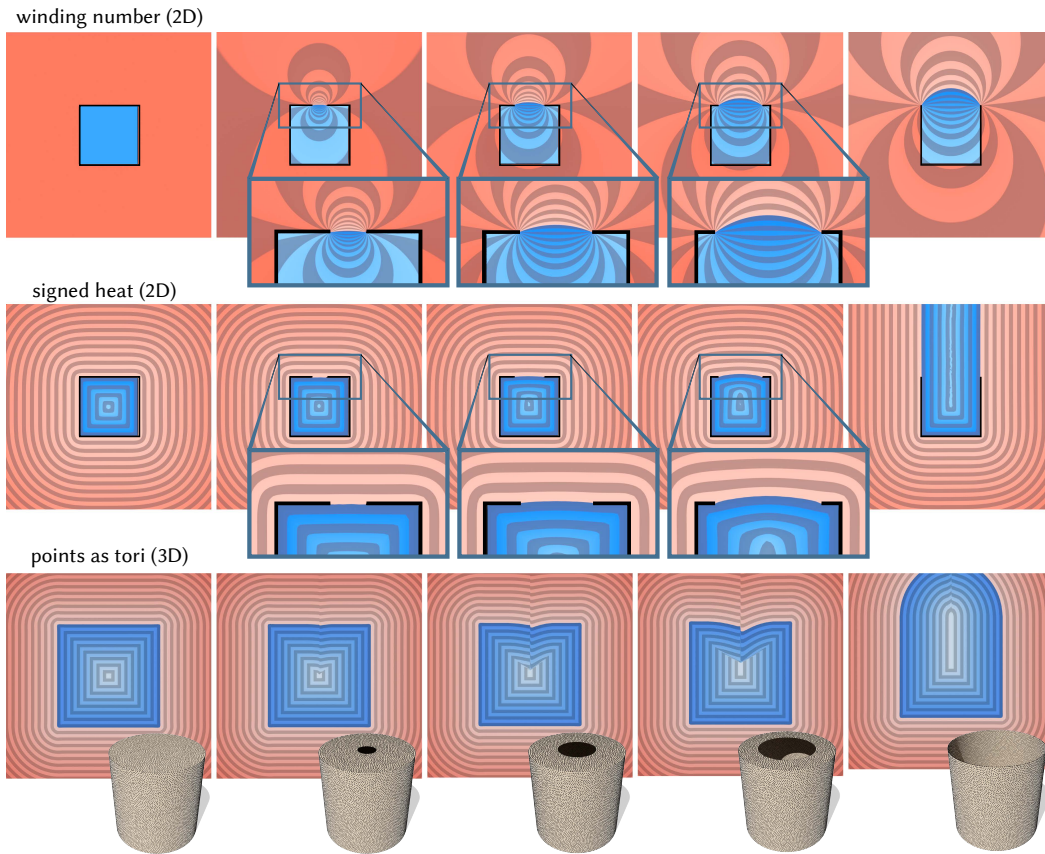 winding number (2D)
signed heat (2D)
points as tori (3D)